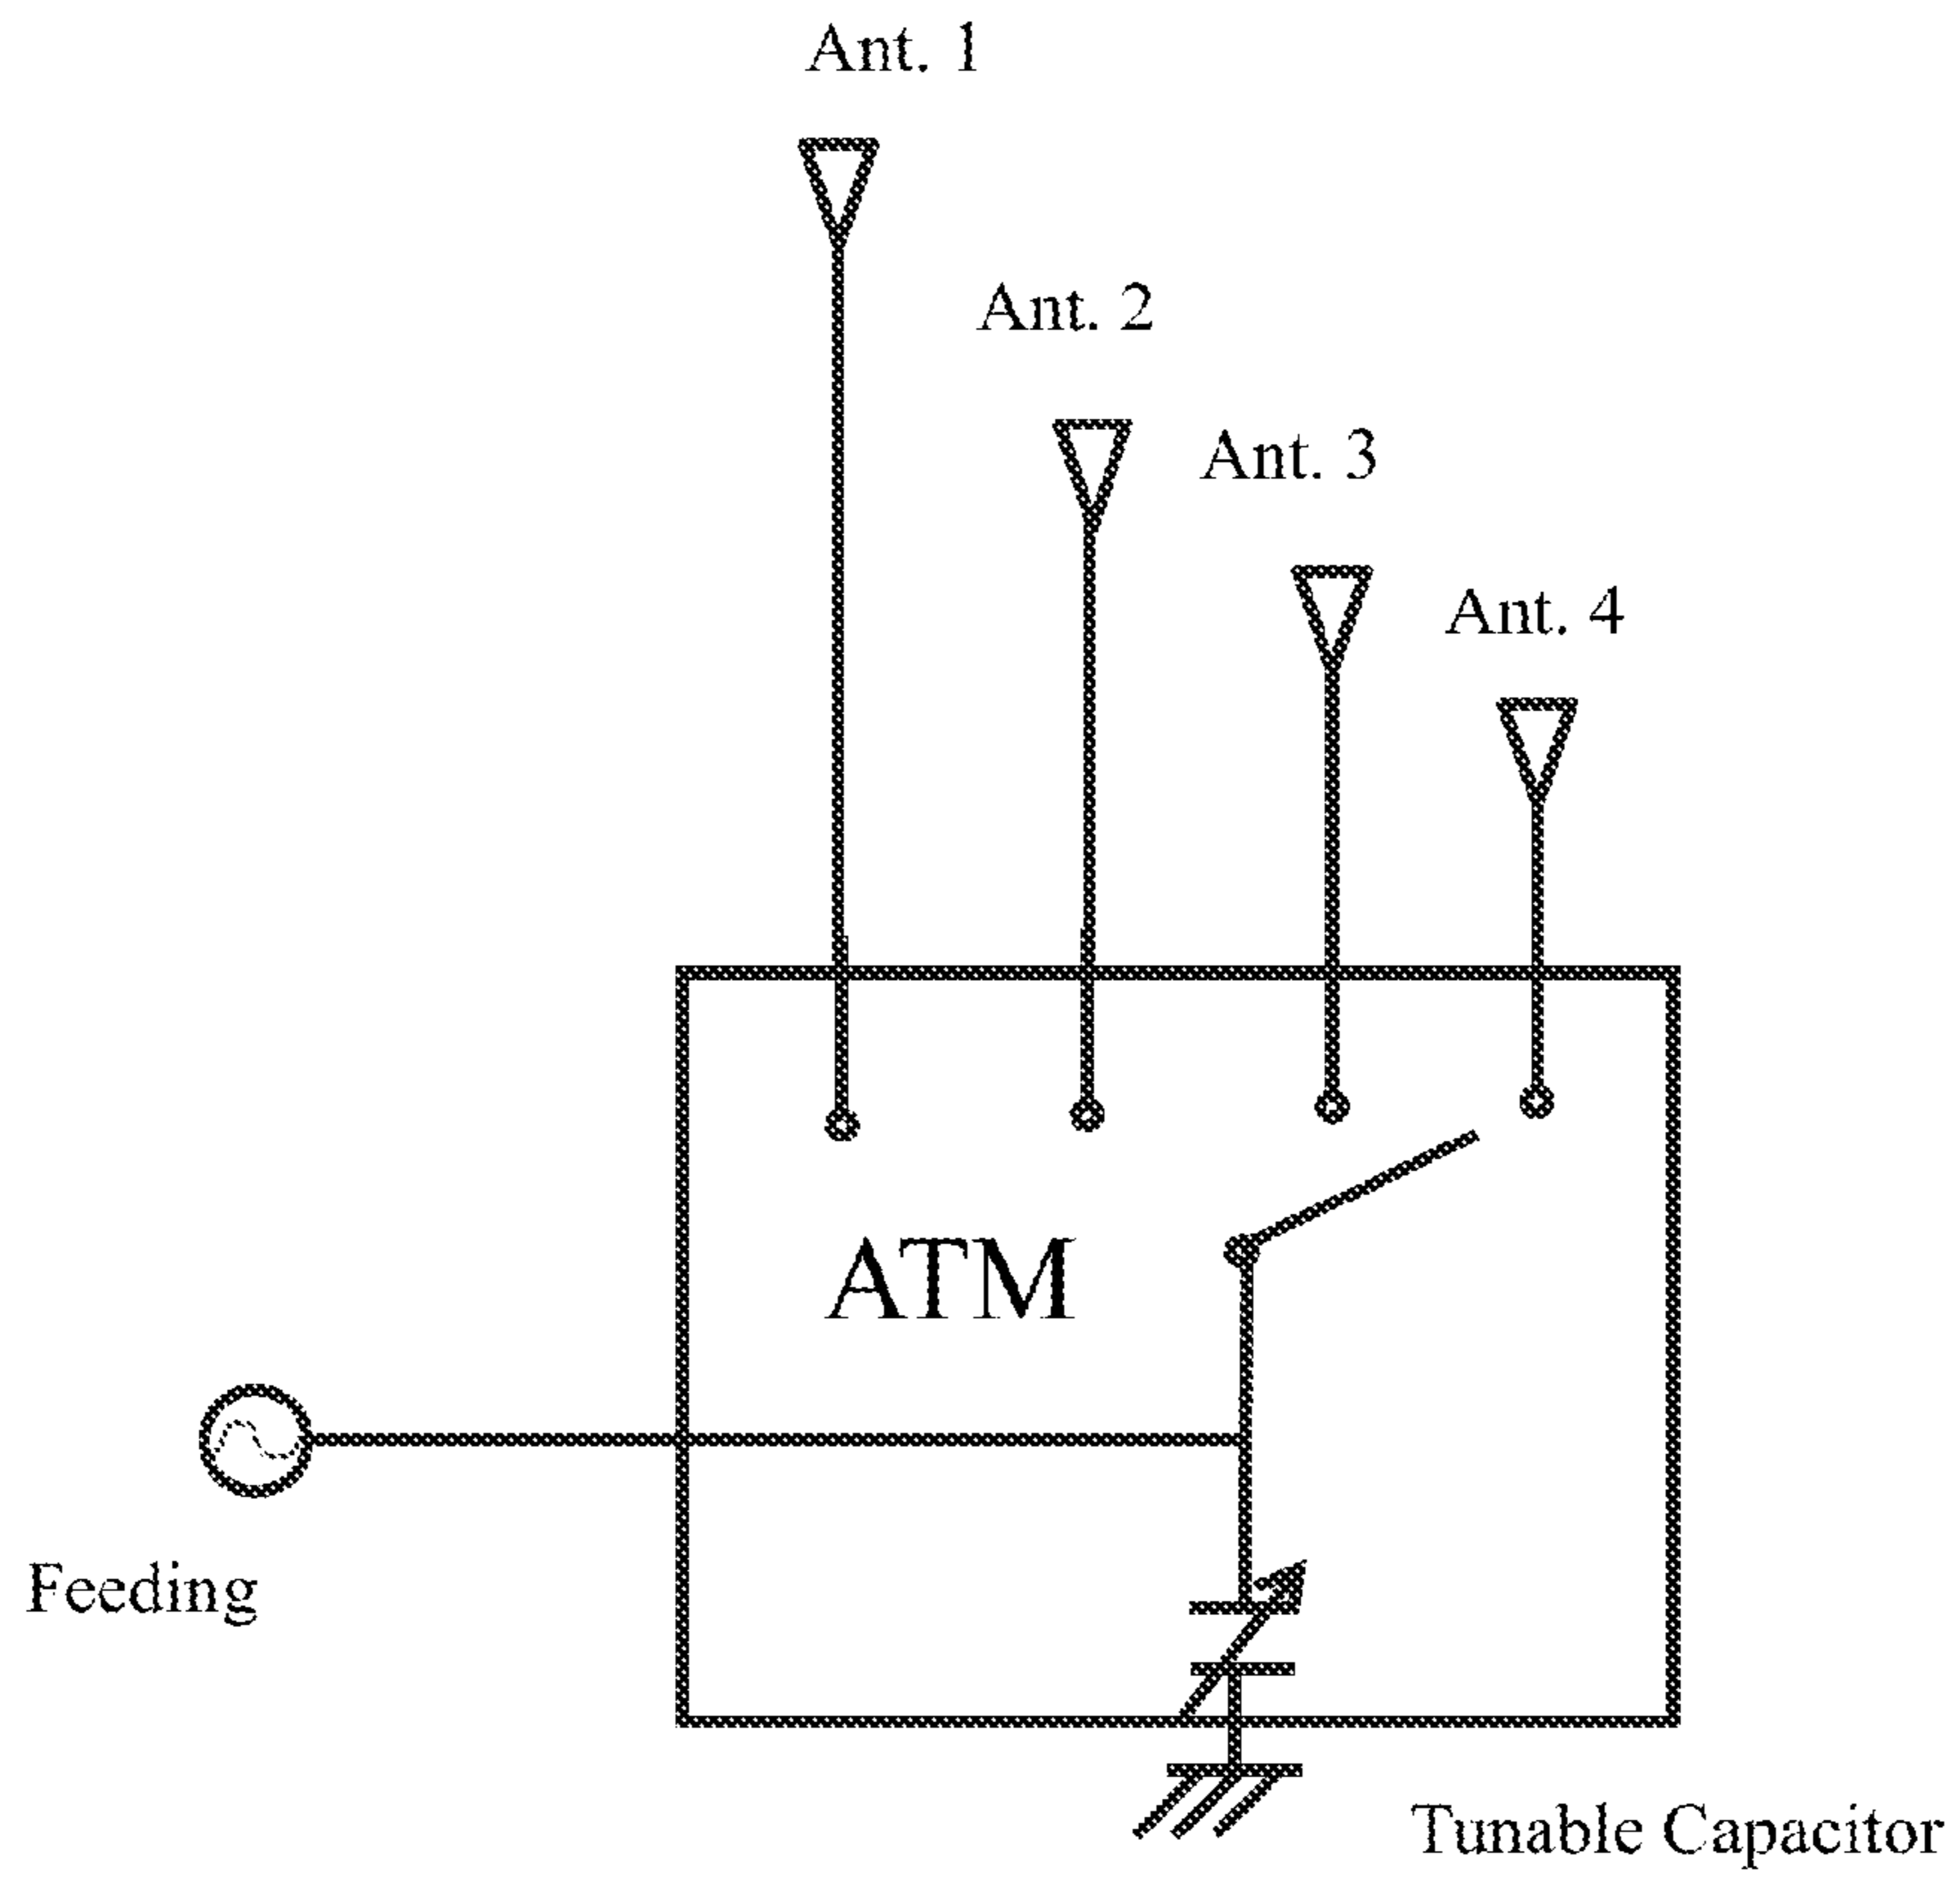 Ant. 1
Ant. 2
Ant. 3
Ant. 4
ATM
Feeding
Tunable Capacitor